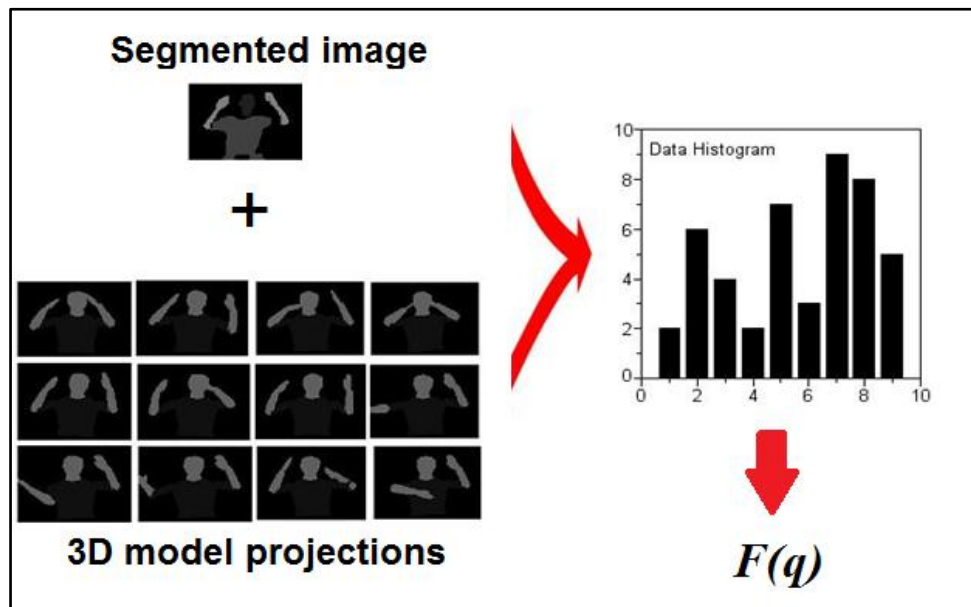 Segmented image
+
3D model projections
Data Histogram
10
8
6
4
2
0
0 2 4 6 8 10
F(q)